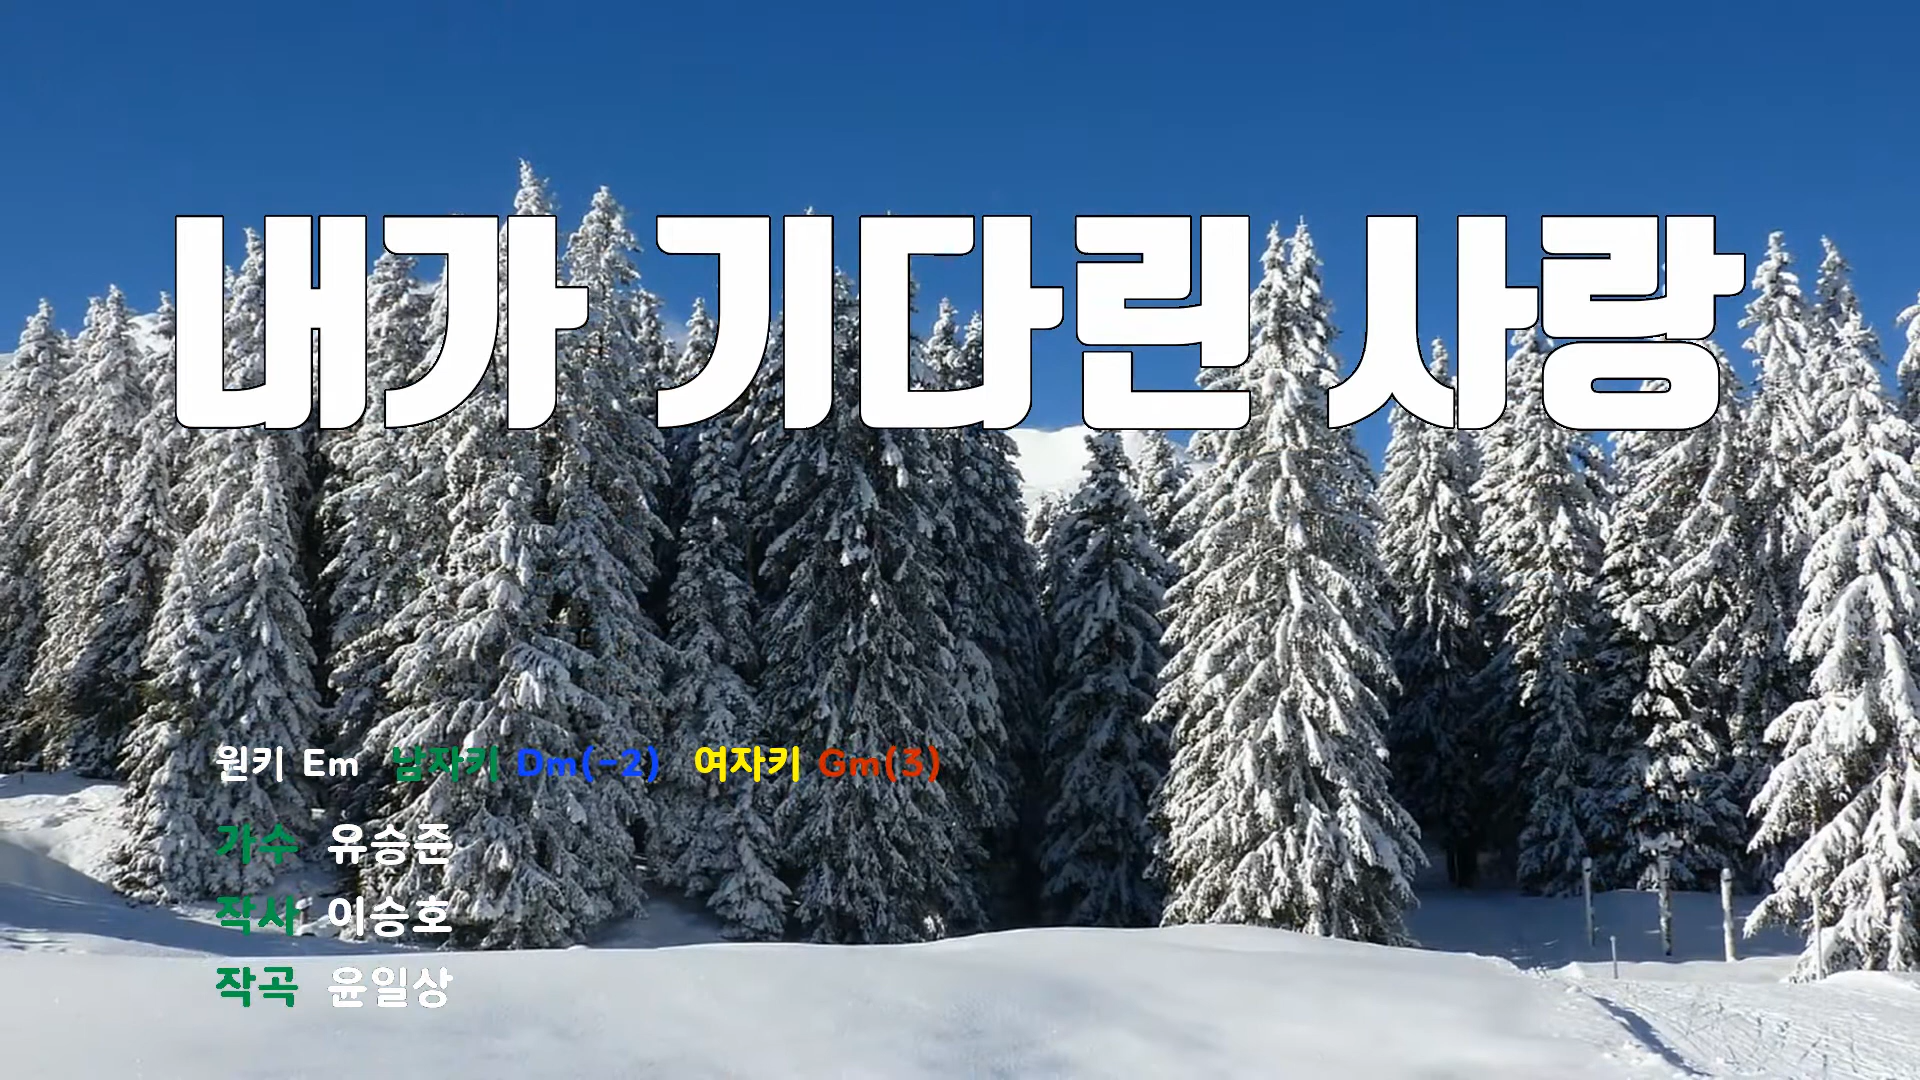 내가 기다린 사랑
원키 Em 남자키 Dm(-2) 여자키 Gm(3)
가수 유승준
작사 이승호
작곡 윤일상